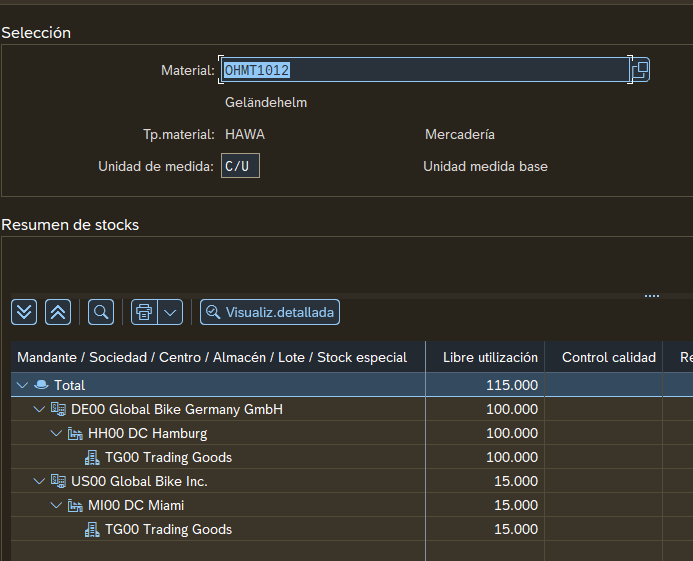 Selección
Material: OHMT1012
Geländehelm
Tp.material: HAWA Mercadería
Unidad de medida: C/U Unidad medida base
Resumen de stocks
Visualiz.detallada
Mandante / Sociedad / Centro / Almacén / Lote / Stock especial Libre utilización Control calidad Re
Total 115.000
DE00 Global Bike Germany GmbH 100.000
HH00 DC Hamburg 100.000
TG00 Trading Goods 100.000
US00 Global Bike Inc. 15.000
MI00 DC Miami 15.000
TG00 Trading Goods 15.000